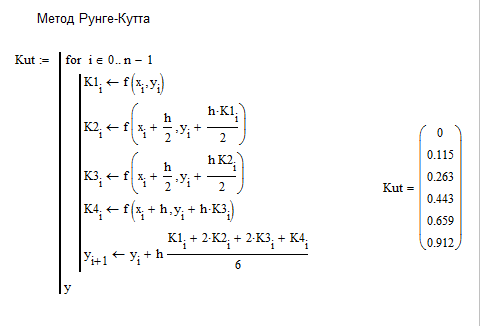 Метод Рунге-Кутта
Kut := for i ∈ 0.. n − 1
K1ᵢ ← f(xᵢ, yᵢ)
K2ᵢ ← f(xᵢ + h/2, yᵢ + h·K1ᵢ/2)
K3ᵢ ← f(xᵢ + h/2, yᵢ + h K2ᵢ/2)
K4ᵢ ← f(xᵢ + h, yᵢ + h·K3ᵢ)
yᵢ₊₁ ← yᵢ + h (K1ᵢ + 2·K2ᵢ + 2·K3ᵢ + K4ᵢ)/6
y
Kut =
0
0.115
0.263
0.443
0.659
0.912